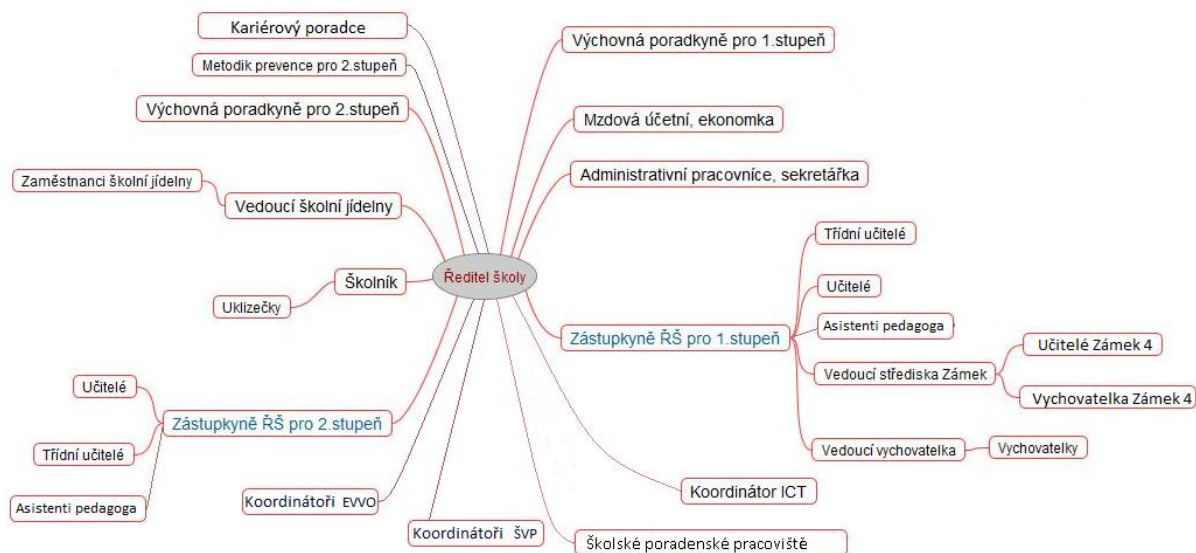 Kariérový poradce
Metodik prevence pro 2.stupeň
Výchovná poradkyně pro 2.stupeň
Zaměstnanci školní jídelny
Vedoucí školní jídelny
Školník
Uklizečky
Učitelé
Zástupkyně ŘŠ pro 2.stupeň
Třídní učitelé
Asistenti pedagoga
Koordinátoři EVVO
Koordinátoři ŠVP
Ředitel školy
Výchovná poradkyně pro 1.stupeň
Mzdová účetní, ekonomka
Administrativní pracovníce, sekretářka
Třídní učitelé
Učitelé
Asistenti pedagoga
Zástupkyně ŘŠ pro 1.stupeň
Vedoucí střediska Zámek
Učitelé Zámek 4
Vychovatelka Zámek 4
Vedoucí vychovatelka
Vychovatelky
Koordinátor ICT
Školské poradenské pracoviště